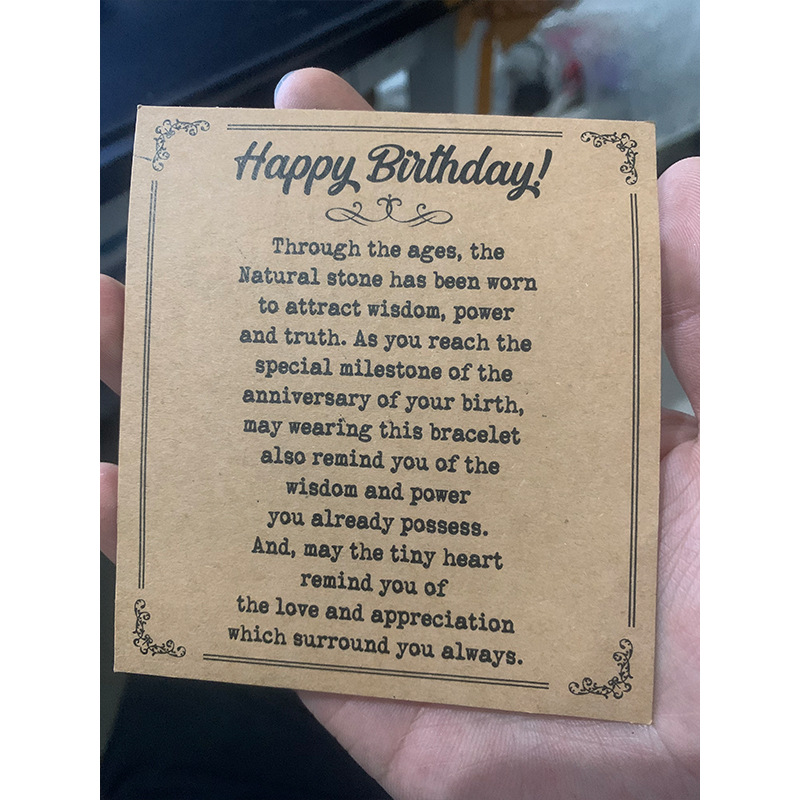 Happy Birthday!
Through the ages, the
Natural stone has been worn
to attract wisdom, power
and truth. As you reach the
special milestone of the
anniversary of your birth,
may wearing this bracelet
also remind you of the
wisdom and power
you already possess.
And, may the tiny heart
remind you of
the love and appreciation
which surround you always.